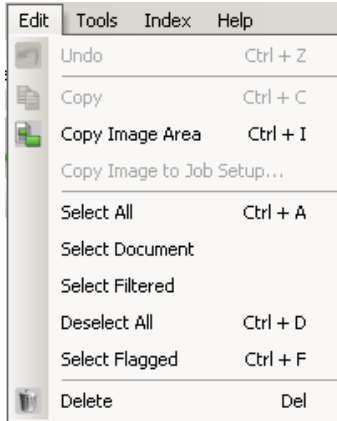 Edit Tools Index Help
Undo Ctrl + Z
Copy Ctrl + C
Copy Image Area Ctrl + I
Copy Image to Job Setup...
Select All Ctrl + A
Select Document
Select Filtered
Deselect All Ctrl + D
Select Flagged Ctrl + F
Delete Del